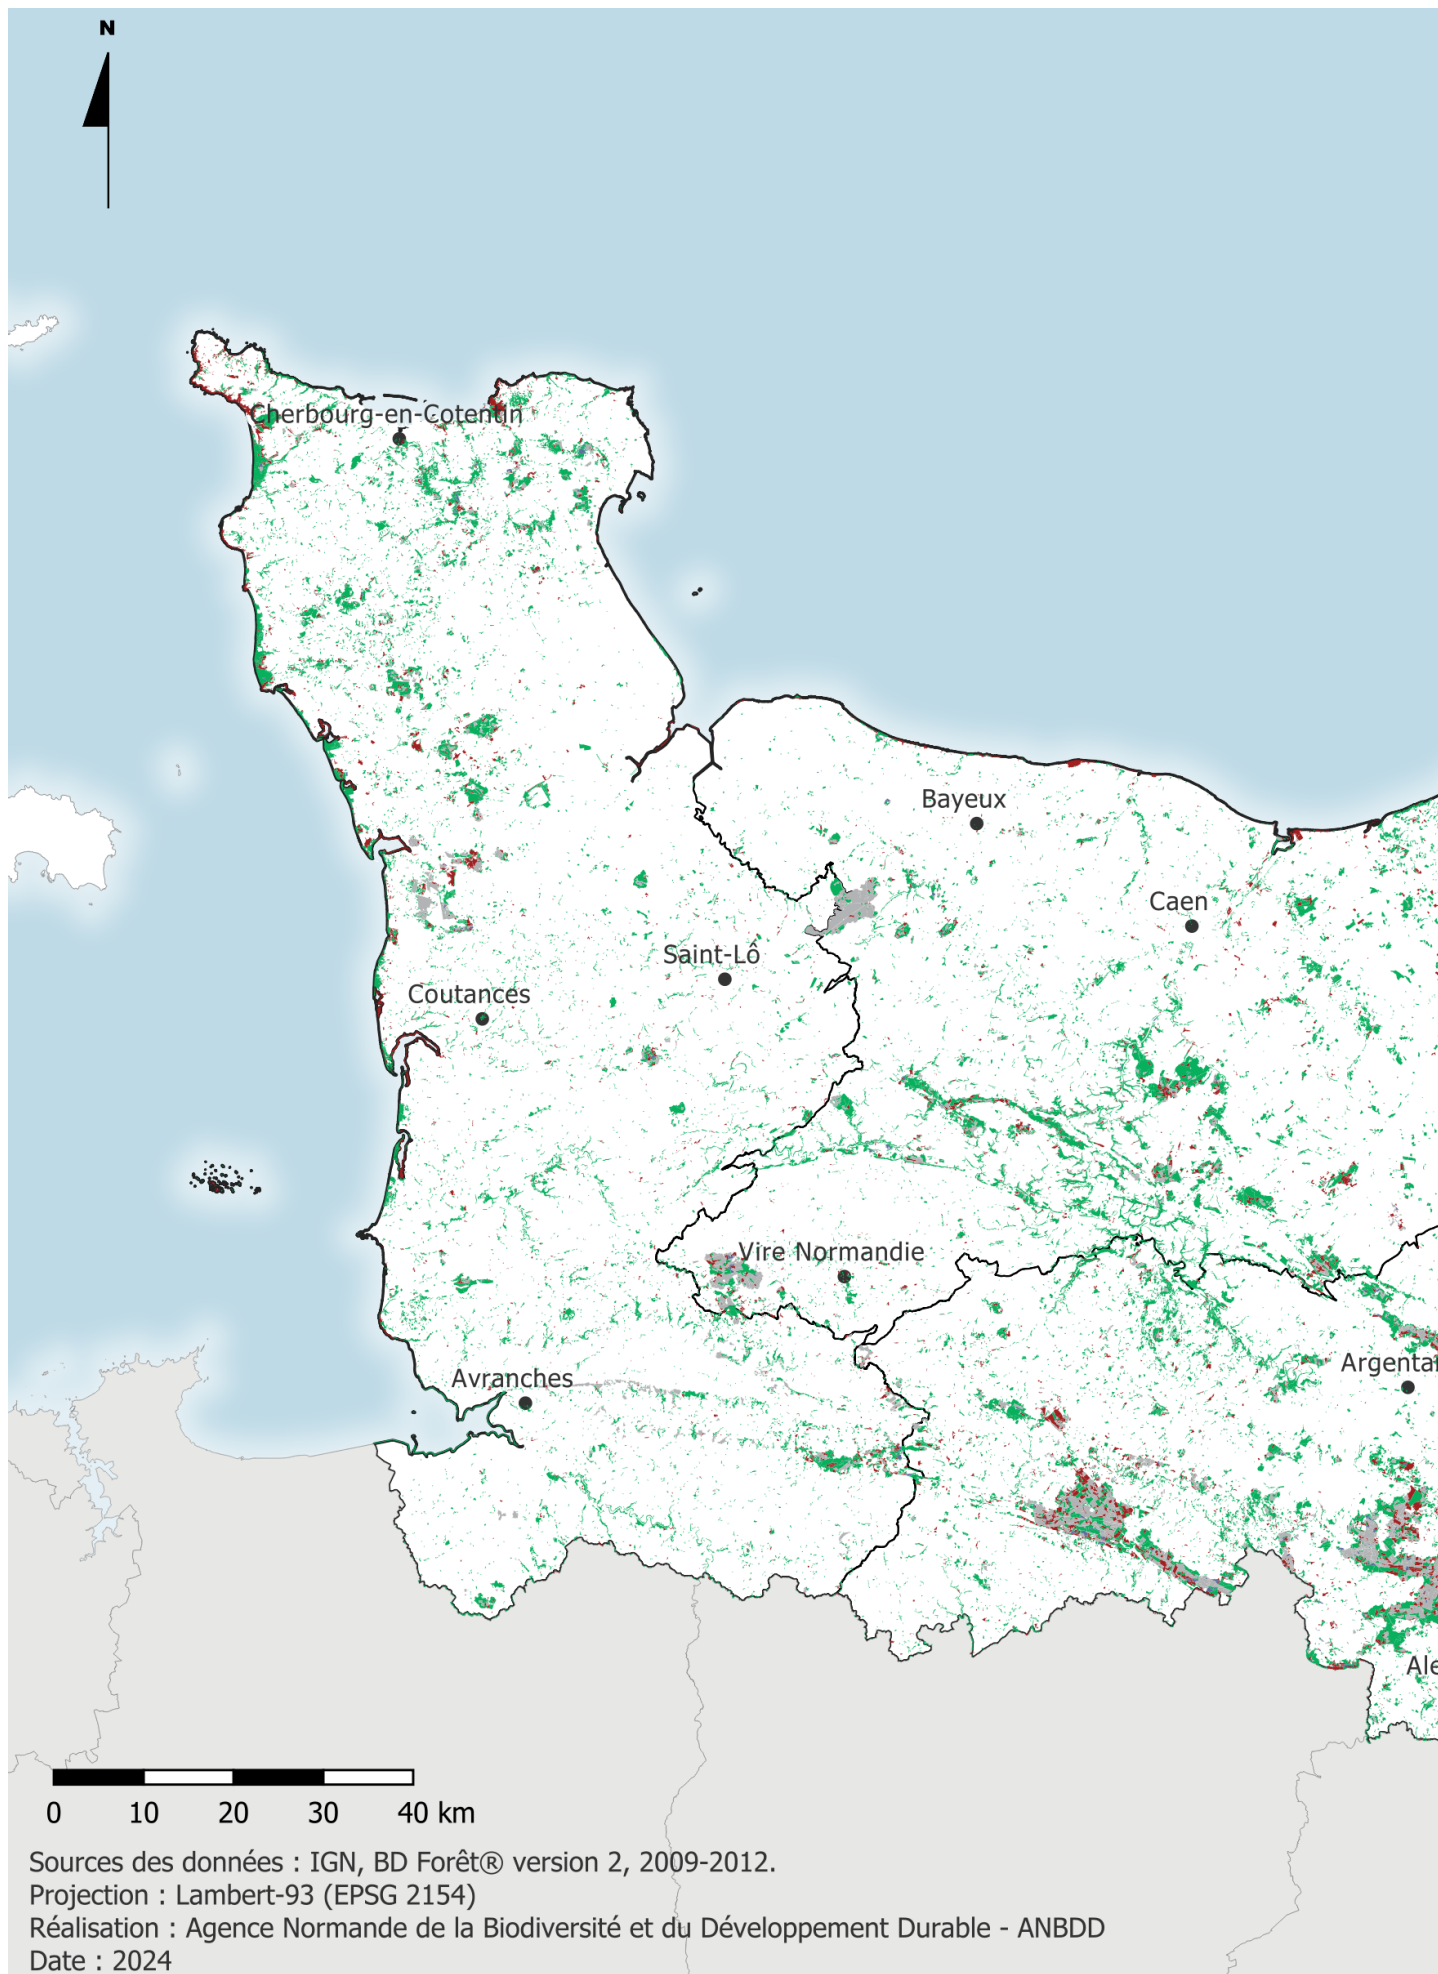 N
Cherbourg-en-Cotentin
Bayeux
Caen
Saint-Lô
Coutances
Vire Normandie
Argenta
Avranches
Ale
0 10 20 30 40 km
Sources des données : IGN, BD Forêt® version 2, 2009-2012.
Projection : Lambert-93 (EPSG 2154)
Réalisation : Agence Normande de la Biodiversité et du Développement Durable - ANBDD
Date : 2024